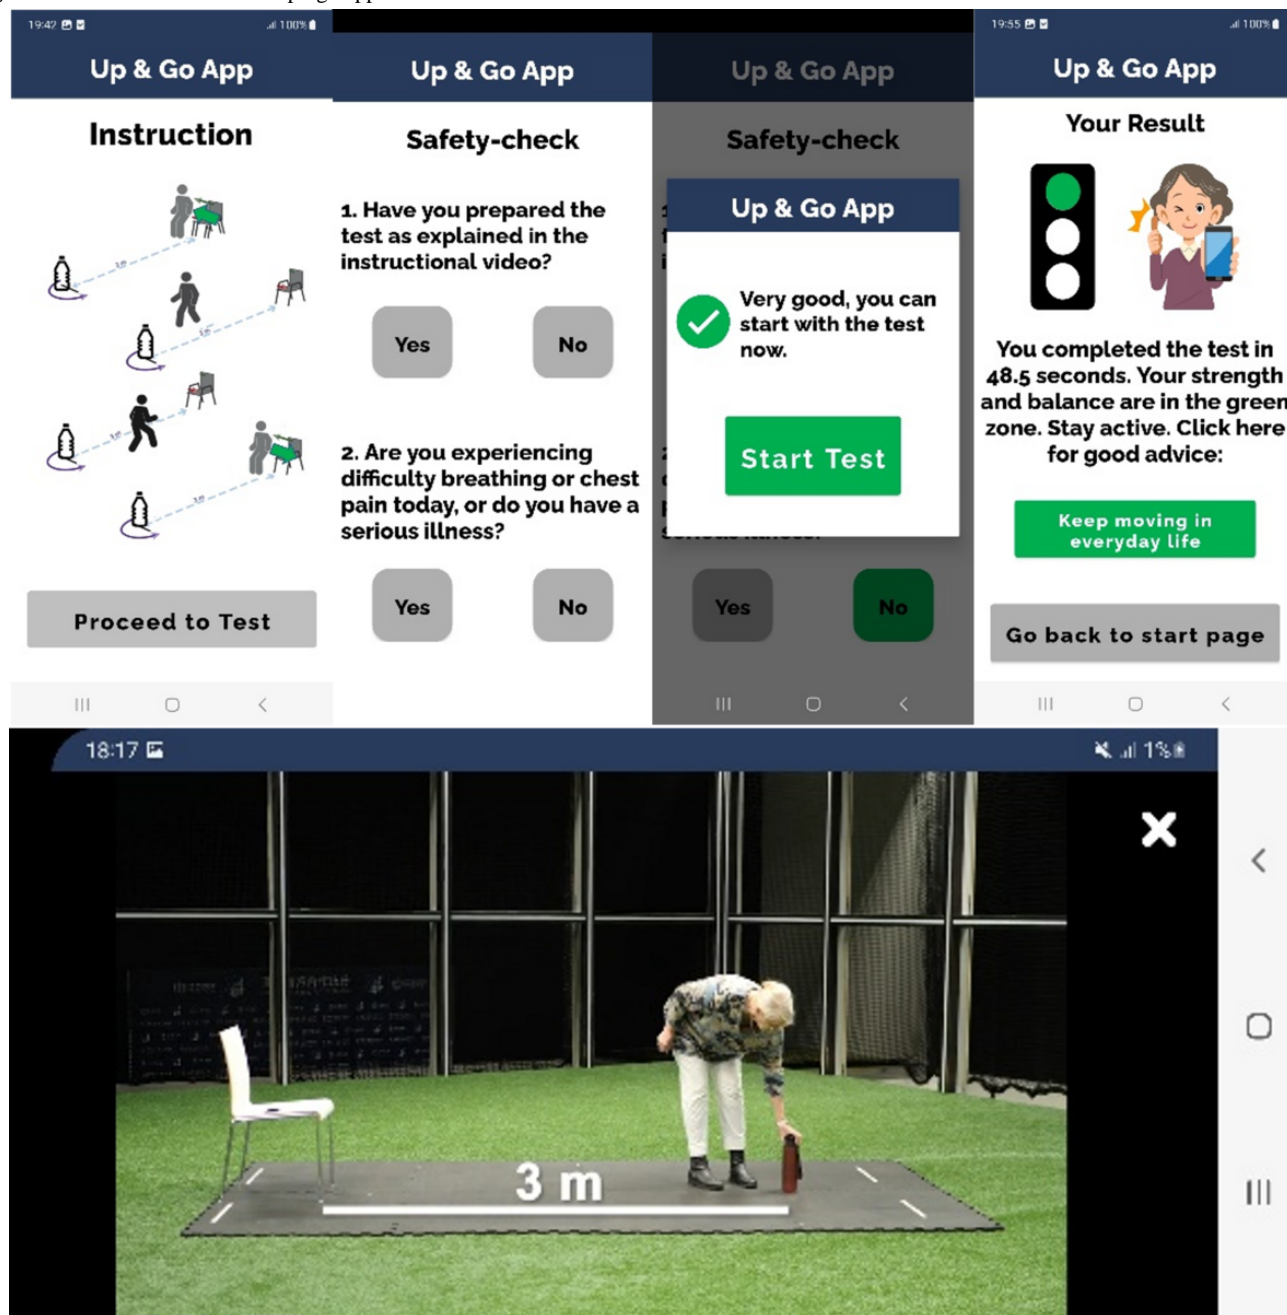 19:42
100%
Up & Go App
Instruction
Proceed to Test
Up & Go App
Safety-check
1. Have you prepared the
test as explained in the
instructional video?
Yes
No
2. Are you experiencing
difficulty breathing or chest
pain today, or do you have a
serious illness?
Yes
No
Up & Go App
Safety-check
Up & Go App
Very good, you can
start with the test
now.
Start Test
Yes
No
19:55
100%
Up & Go App
Your Result
You completed the test in
48.5 seconds. Your strength
and balance are in the green
zone. Stay active. Click here
for good advice:
Keep moving in
everyday life
Go back to start page
18:17
1%
3 m